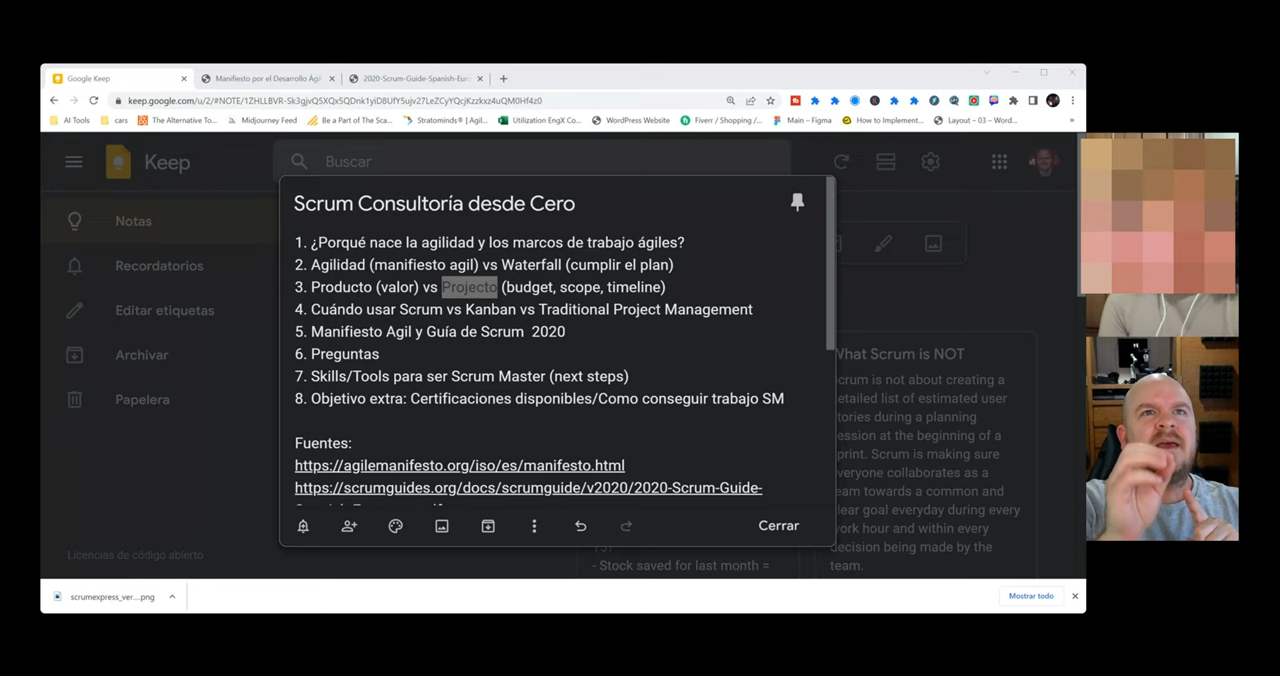 Google Keep
Manifiesto por el Desarrollo Ági
2020-Scrum-Guide-Spanish-Eur
keep.google.com/u/2/#NOTE/1ZHLLBVR-Sk3gjvQ5XQx5QDnk1yiD8UfY5ujv27LeZCyYQcjKzzkxz4uQM0Hf4z0
AI Tools
cars
The Alternative To...
Midjourney Feed
Be a Part of The Sca...
Stratominds® | Agil...
Utilization EngX Co...
WordPress Website
Fiverr / Shopping /...
Main – Figma
How to Implement...
Layout – 03 – Word...
»
Keep
Buscar
Notas
Recordatorios
Editar etiquetas
Archivar
Papelera
Licencias de código abierto
Scrum Consultoría desde Cero
1. ¿Porqué nace la agilidad y los marcos de trabajo ágiles?
2. Agilidad (manifiesto agil) vs Waterfall (cumplir el plan)
3. Producto (valor) vs Projecto (budget, scope, timeline)
4. Cuándo usar Scrum vs Kanban vs Traditional Project Management
5. Manifiesto Agil y Guía de Scrum 2020
6. Preguntas
7. Skills/Tools para ser Scrum Master (next steps)
8. Objetivo extra: Certificaciones disponibles/Como conseguir trabajo SM
Fuentes:
https://agilemanifesto.org/iso/es/manifesto.html
https://scrumguides.org/docs/scrumguide/v2020/2020-Scrum-Guide-
Cerrar
What Scrum is NOT
Scrum is not about creating a
detailed list of estimated user
stories during a planning
session at the beginning of a
sprint. Scrum is making sure
everyone collaborates as a
team towards a common and
clear goal everyday during every
work hour and within every
decision being made by the
team.
- Stock saved for last month =
scrumexpress_ver....png
Mostrar todo